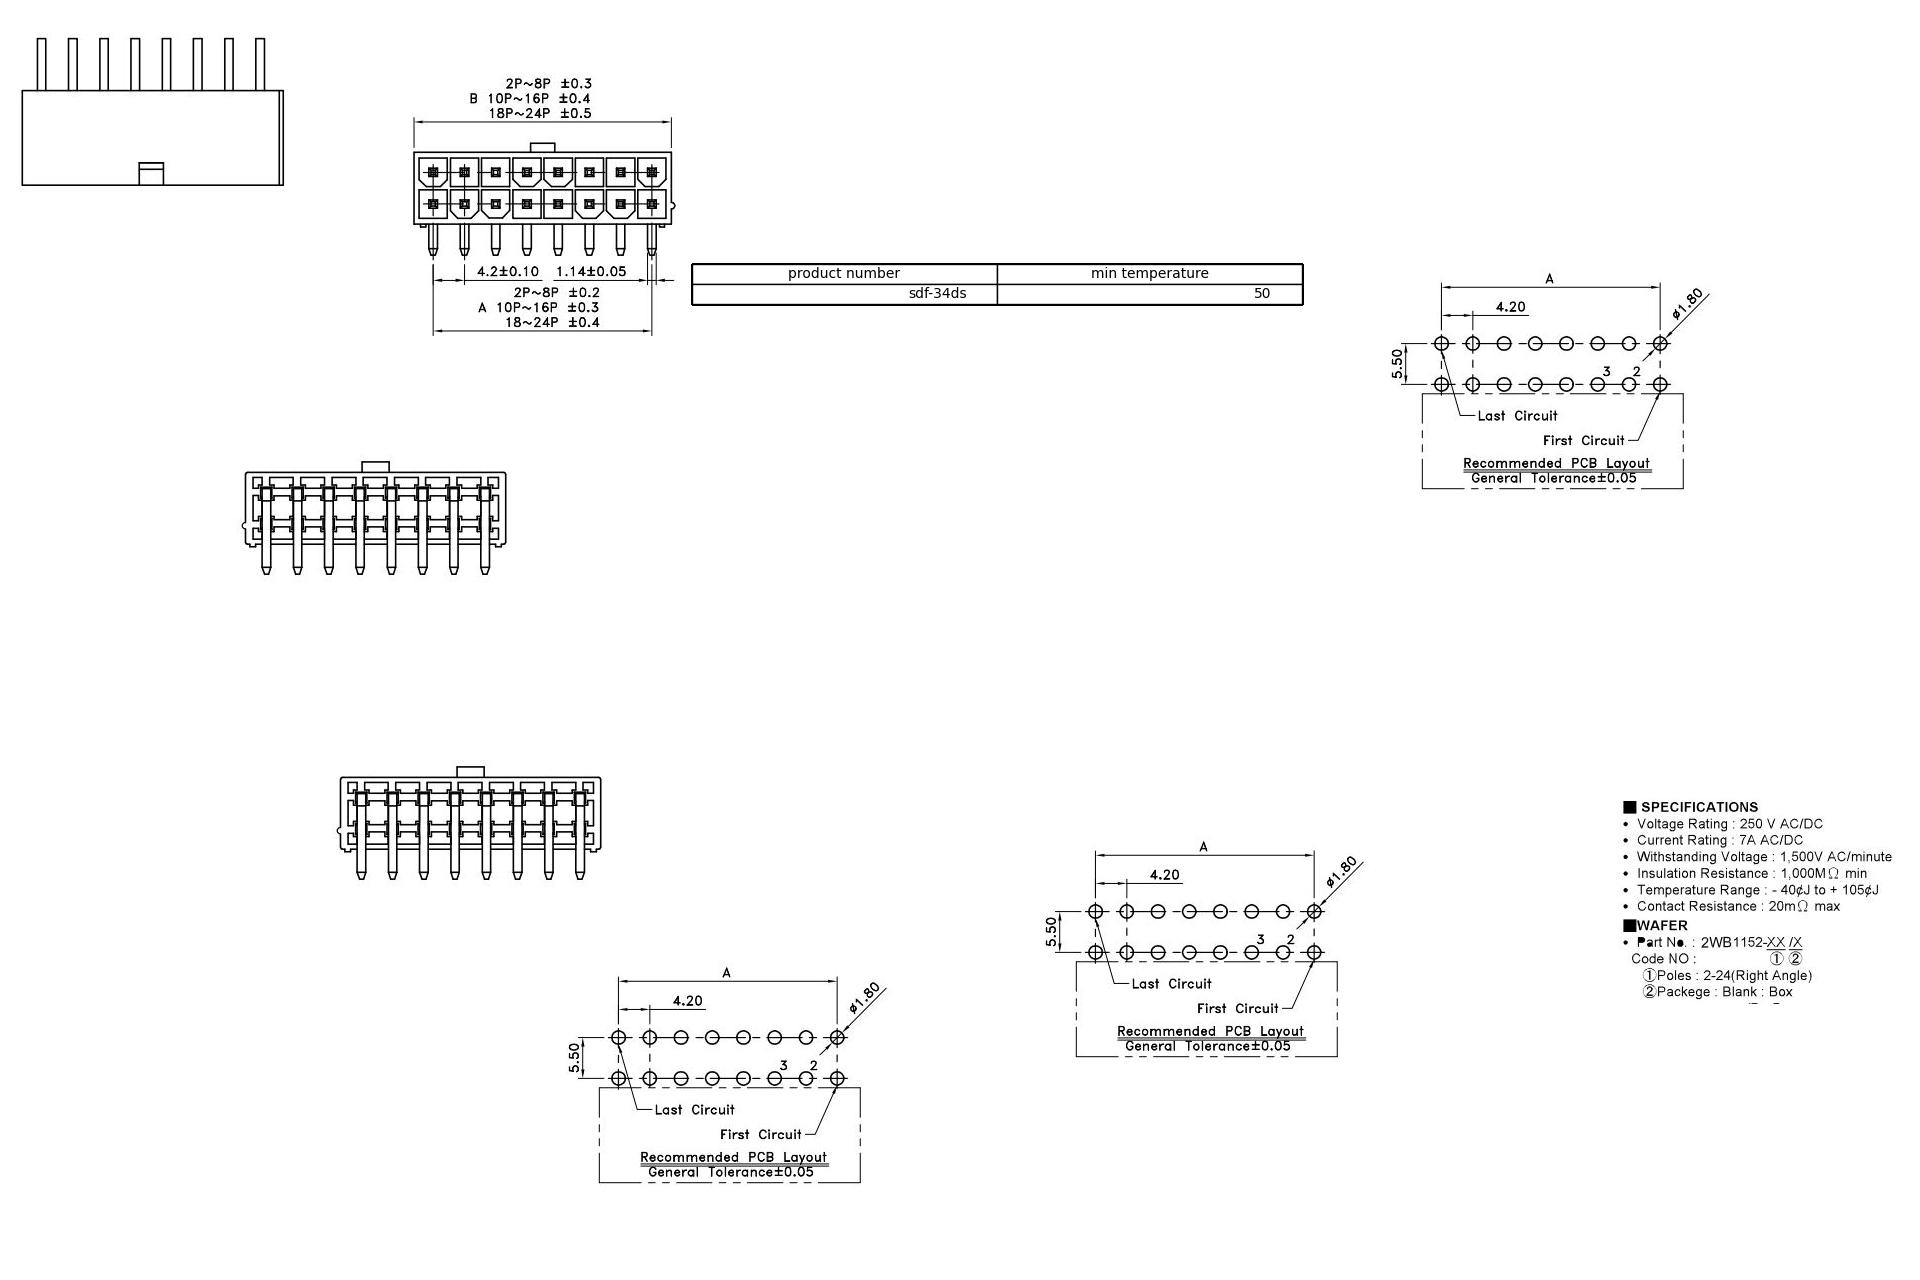 2P~8P ±0.3
B 10P~16P ±0.4
18P~24P ±0.5
4.2±0.10 1.14±0.05
2P~8P ±0.2
A 10P~16P ±0.3
18~24P ±0.4
product number min temperature
sdf-34ds 50
A
4.20
ø1.80
5.50
3 2
Last Circuit
First Circuit
Recommended PCB Layout
General Tolerance±0.05
A
4.20
ø1.80
5.50
3 2
Last Circuit
First Circuit
Recommended PCB Layout
General Tolerance±0.05
A
4.20
ø1.80
5.50
3 2
Last Circuit
First Circuit
Recommended PCB Layout
General Tolerance±0.05
■ SPECIFICATIONS
• Voltage Rating : 250 V AC/DC
• Current Rating : 7A AC/DC
• Withstanding Voltage : 1,500V AC/minute
• Insulation Resistance : 1,000MΩ min
• Temperature Range : - 40¢J to + 105¢J
• Contact Resistance : 20mΩ max
■WAFER
• Part No. : 2WB1152-XX /X
Code NO : ① ②
①Poles : 2-24(Right Angle)
②Packege : Blank : Box